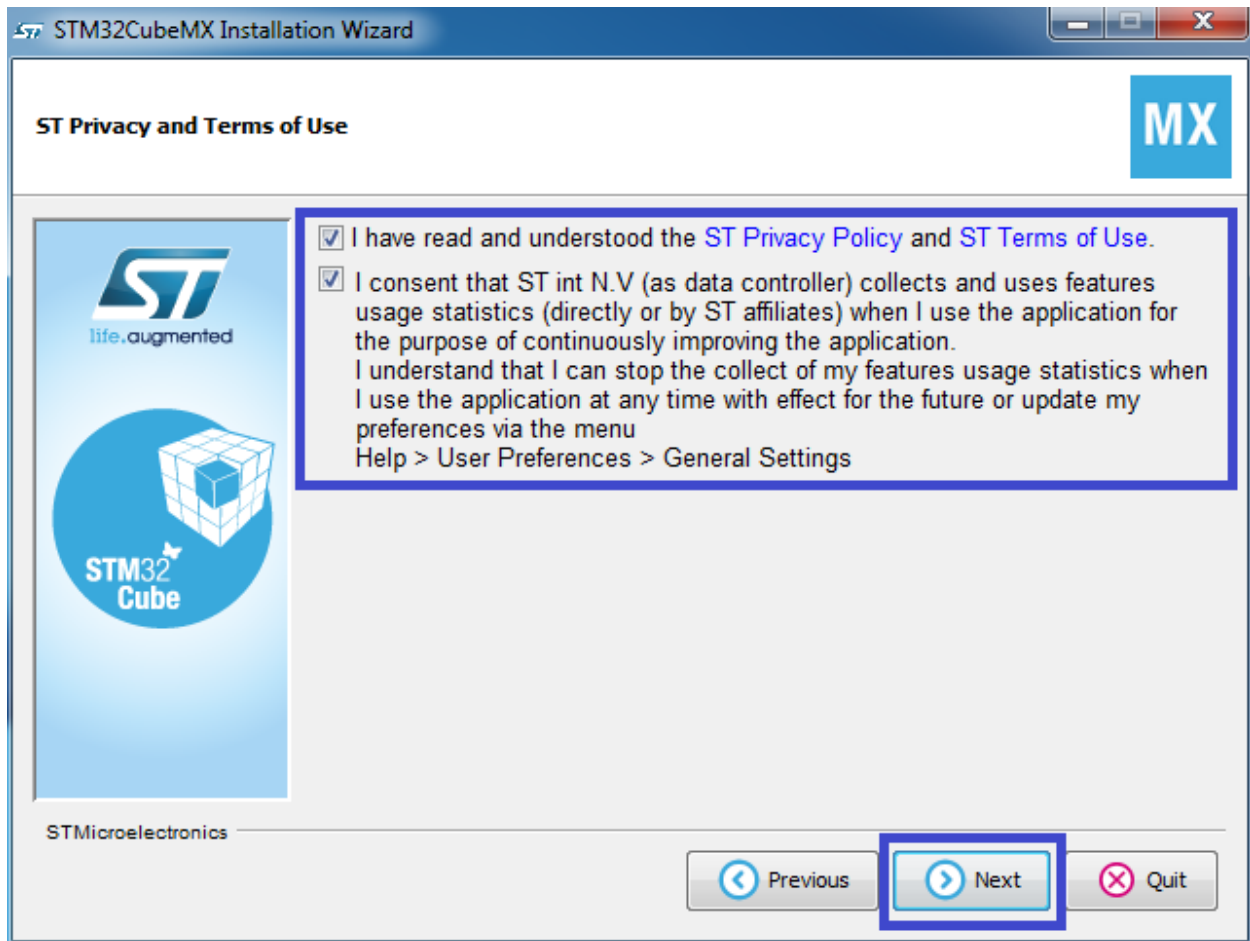 STM32CubeMX Installation Wizard
ST Privacy and Terms of Use
MX
I have read and understood the ST Privacy Policy and ST Terms of Use.
I consent that ST int N.V (as data controller) collects and uses features
usage statistics (directly or by ST affiliates) when I use the application for
the purpose of continuously improving the application.
I understand that I can stop the collect of my features usage statistics when
I use the application at any time with effect for the future or update my
preferences via the menu
Help > User Preferences > General Settings
ST
life.augmented
STM32
Cube
STMicroelectronics
Previous
Next
Quit